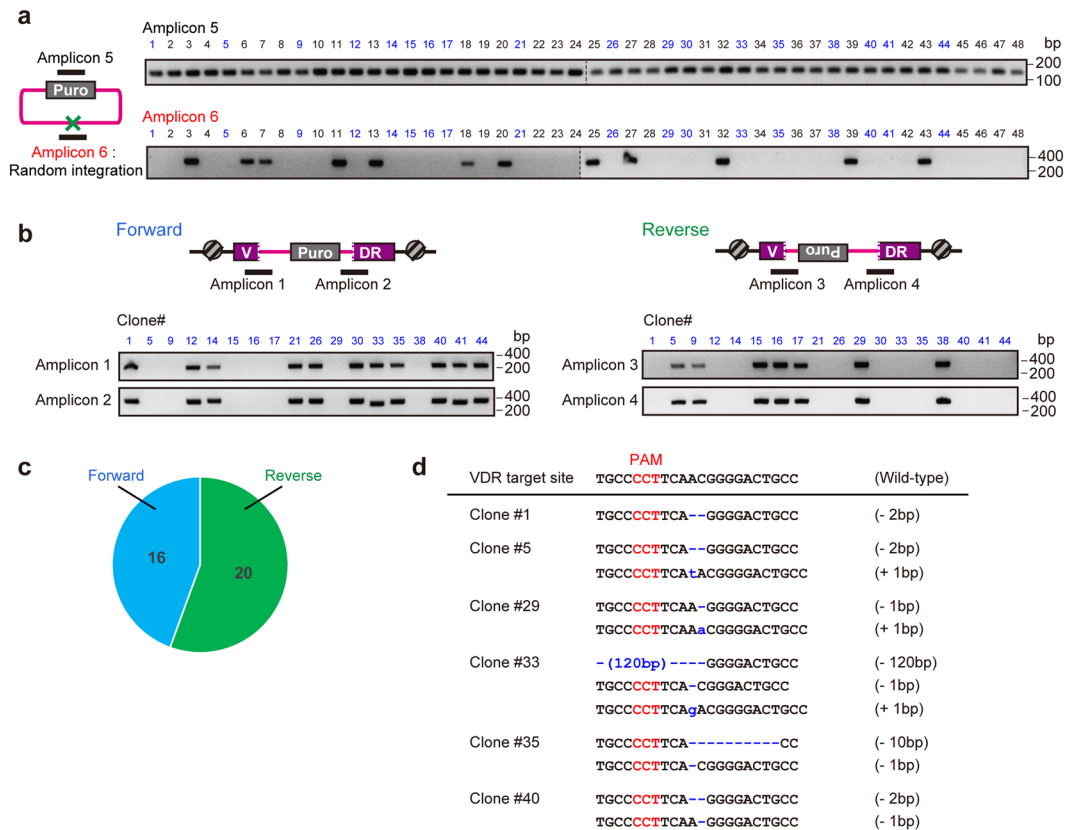 a
Amplicon 5
1 2 3 4 5 6 7 8 9 10 11 12 13 14 15 16 17 18 19 20 21 22 23 24 25 26 27 28 29 30 31 32 33 34 35 36 37 38 39 40 41 42 43 44 45 46 47 48
bp
Amplicon 5
200
Puro
100
Amplicon 6
1 2 3 4 5 6 7 8 9 10 11 12 13 14 15 16 17 18 19 20 21 22 23 24 25 26 27 28 29 30 31 32 33 34 35 36 37 38 39 40 41 42 43 44 45 46 47 48
Amplicon 6 :
Random integration
400
200
b
Forward
V Puro DR
Amplicon 1 Amplicon 2
Clone#
1 5 9 12 14 15 16 17 21 26 29 30 33 35 38 40 41 44
bp
Amplicon 1
400
200
Amplicon 2
400
200
Reverse
V Puro DR
Amplicon 3 Amplicon 4
Clone#
1 5 9 12 14 15 16 17 21 26 29 30 33 35 38 40 41 44
bp
Amplicon 3
400
200
Amplicon 4
400
200
c
Forward Reverse
16
20
d
PAM
VDR target site TGCCCCTTCAACGGGGACTGCC (Wild-type)
Clone #1 TGCCCCTTCA--GGGGACTGCC (- 2bp)
Clone #5 TGCCCCTTCA--GGGGACTGCC (- 2bp)
TGCCCCTTCAtACGGGGACTGCC (+ 1bp)
Clone #29 TGCCCCTTCAA-GGGGACTGCC (- 1bp)
TGCCCCTTCAAaCGGGGACTGCC (+ 1bp)
Clone #33 -(120bp)----GGGGACTGCC (- 120bp)
TGCCCCTTCA-CGGGACTGCC (- 1bp)
TGCCCCTTCAgACGGGGACTGCC (+ 1bp)
Clone #35 TGCCCCTTCA----------CC (- 10bp)
TGCCCCTTCA-CGGGGACTGCC (- 1bp)
Clone #40 TGCCCCTTCA--GGGGACTGCC (- 2bp)
TGCCCCTTCA-CGGGGACTGCC (- 1bp)